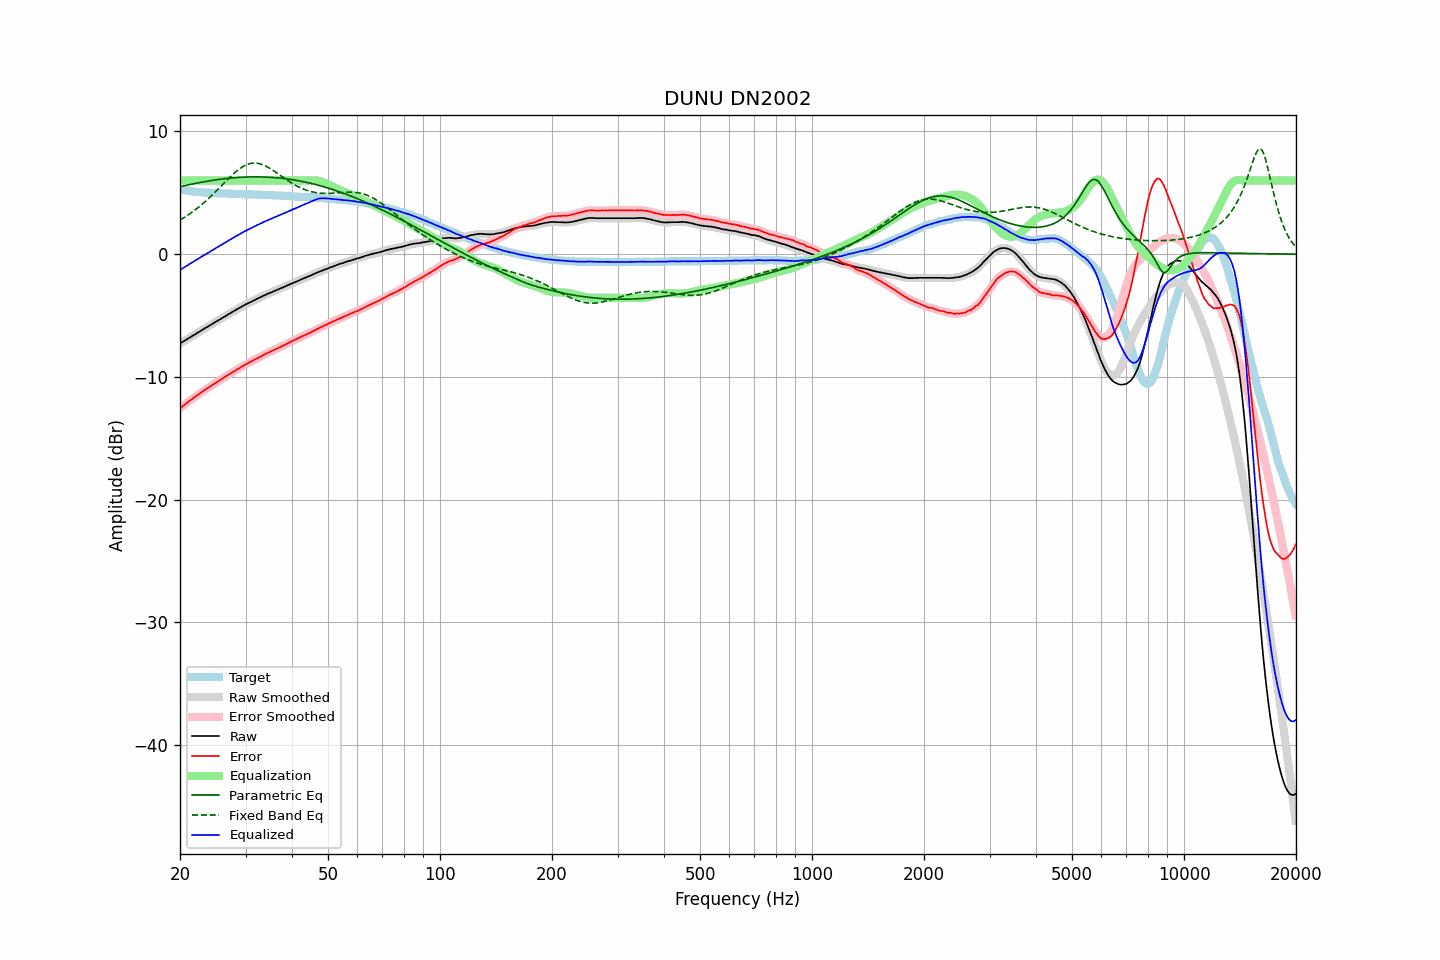 DUNU DN2002
10
0
−10
−20
−30
−40
Amplitude (dBr)
Target
Raw Smoothed
Error Smoothed
Raw
Error
Equalization
Parametric Eq
Fixed Band Eq
Equalized
20 50 100 200 500 1000 2000 5000 10000 20000
Frequency (Hz)